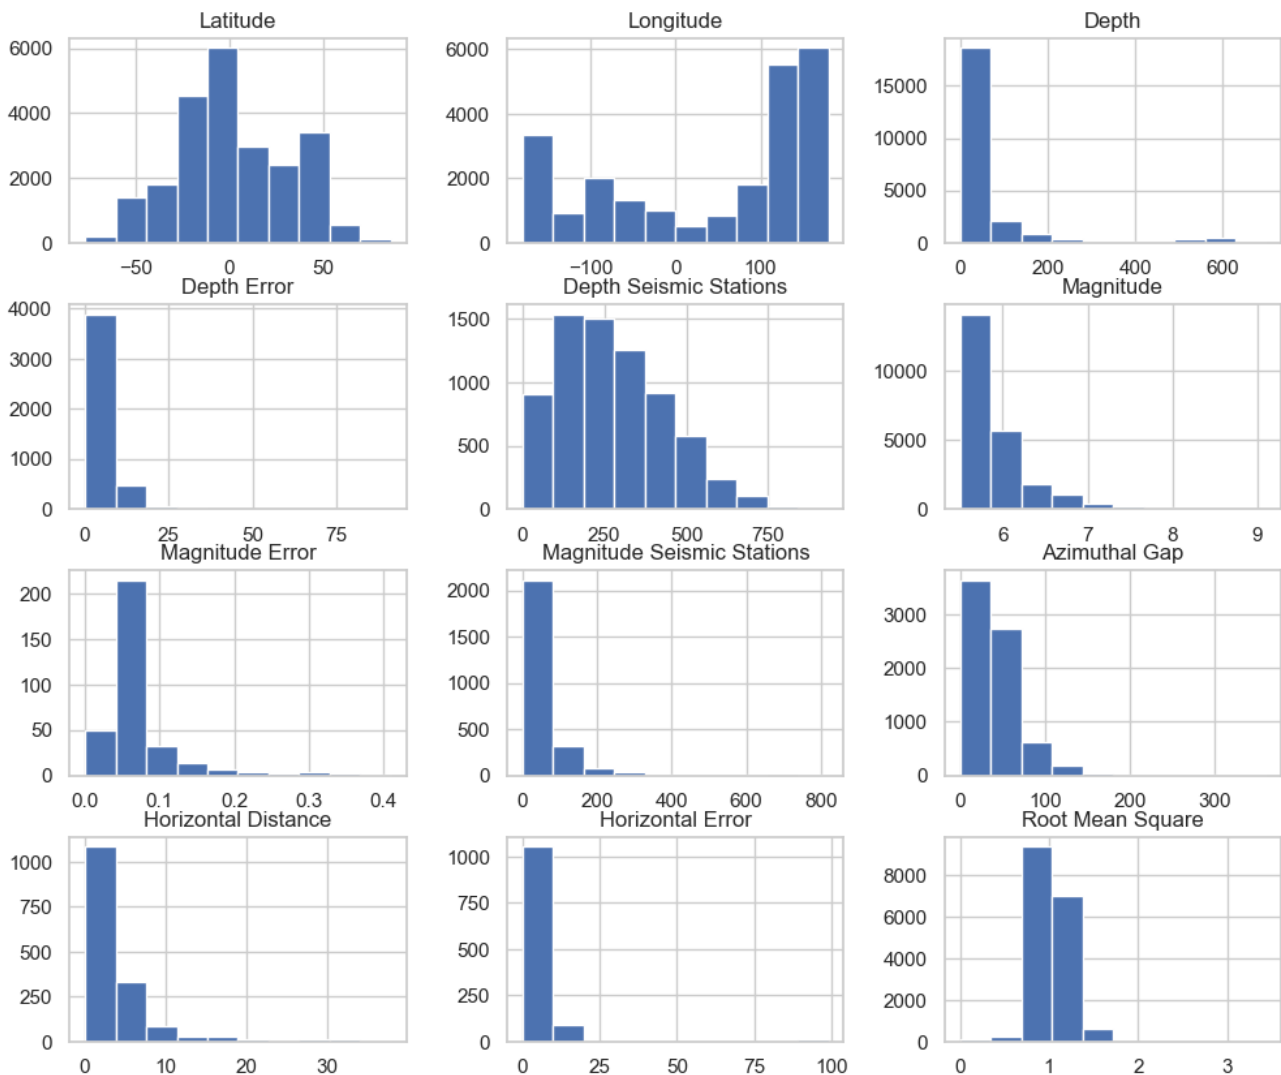 Latitude
6000
4000
2000
0
−50 0 50
Longitude
6000
4000
2000
0
−100 0 100
Depth
15000
10000
5000
0
0 200 400 600
Depth Error
4000
3000
2000
1000
0
0 25 50 75
Depth Seismic Stations
1500
1000
500
0
0 250 500 750
Magnitude
10000
5000
0
6 7 8 9
Magnitude Error
200
150
100
50
0
0.0 0.1 0.2 0.3 0.4
Magnitude Seismic Stations
2000
1500
1000
500
0
0 200 400 600 800
Azimuthal Gap
3000
2000
1000
0
0 100 200 300
Horizontal Distance
1000
750
500
250
0
0 10 20 30
Horizontal Error
1000
750
500
250
0
0 25 50 75 100
Root Mean Square
8000
6000
4000
2000
0
0 1 2 3